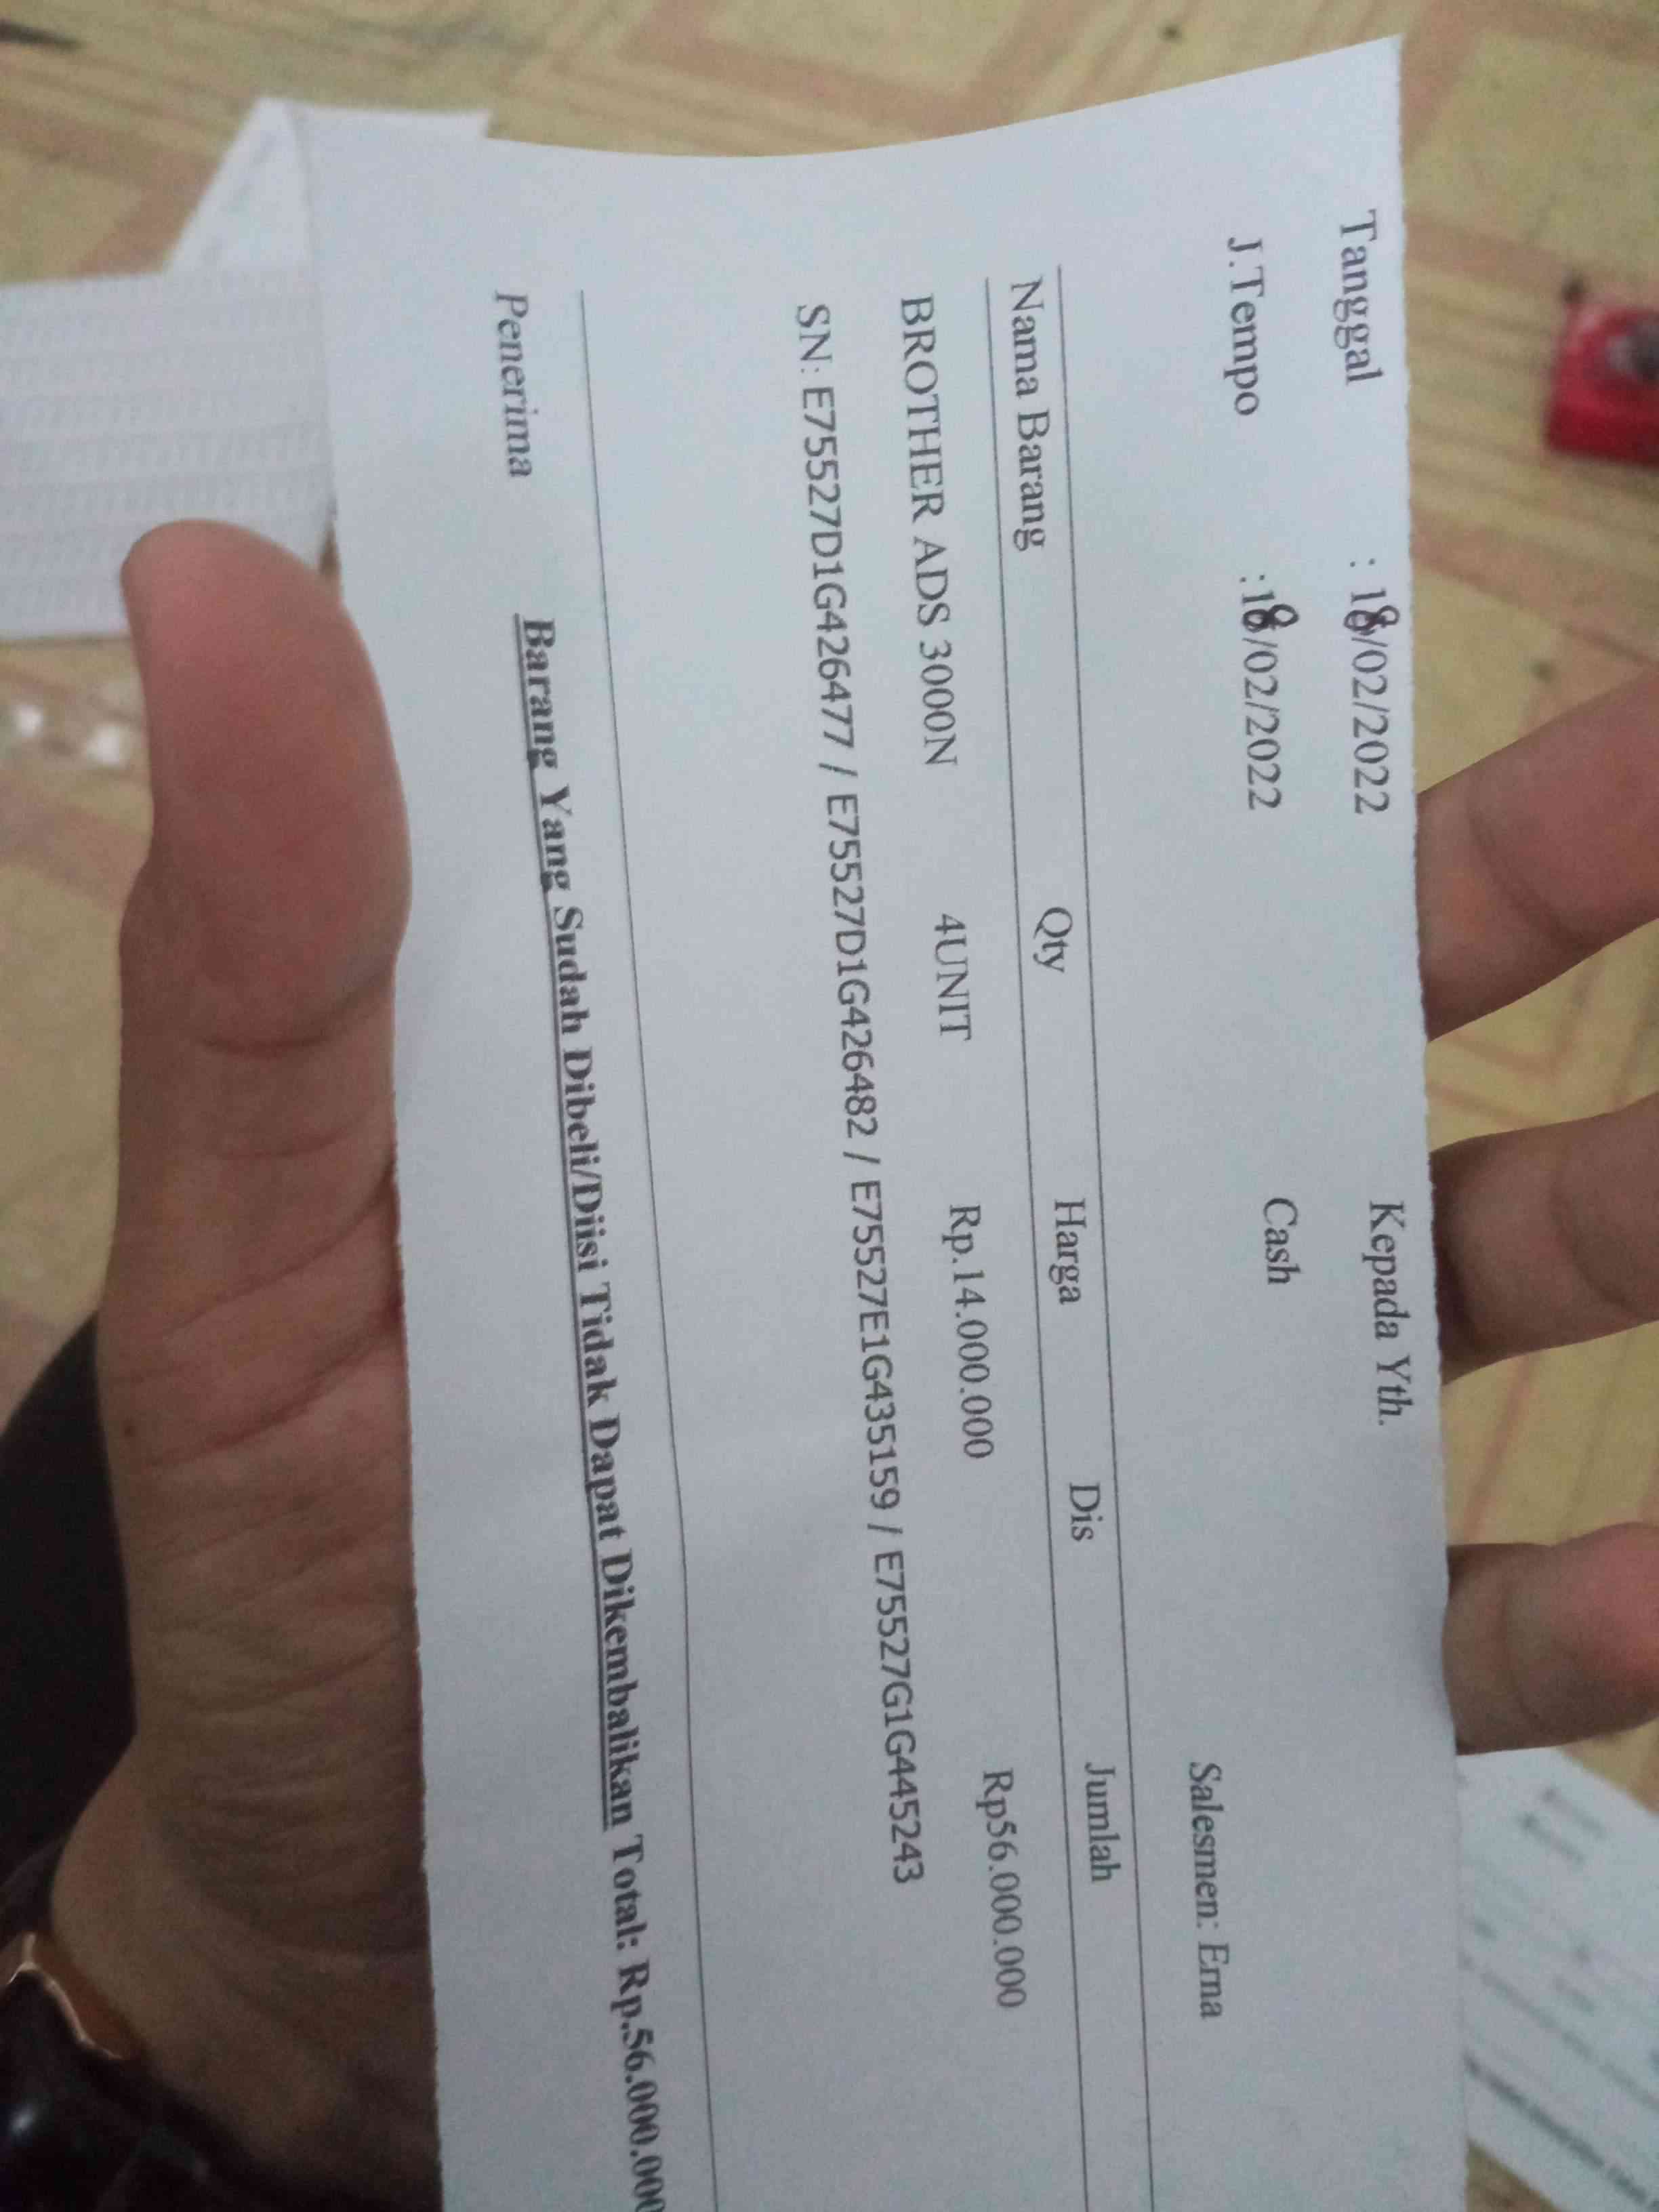 Tanggal : 18/02/2022 Kepada Yth.
J.Tempo :18/02/2022 Cash
Salesmen: Erna
Nama Barang Qty Harga Dis Jumlah
BROTHER ADS 3000N 4UNIT Rp.14.000.000 Rp56.000.000
SN: E75527D1G426477 / E75527D1G426482 / E75527E1G435159 / E75527G1G445243
Penerima Barang Yang Sudah Dibeli/Diisi Tidak Dapat Dikembalikan Total: Rp.56.000.000